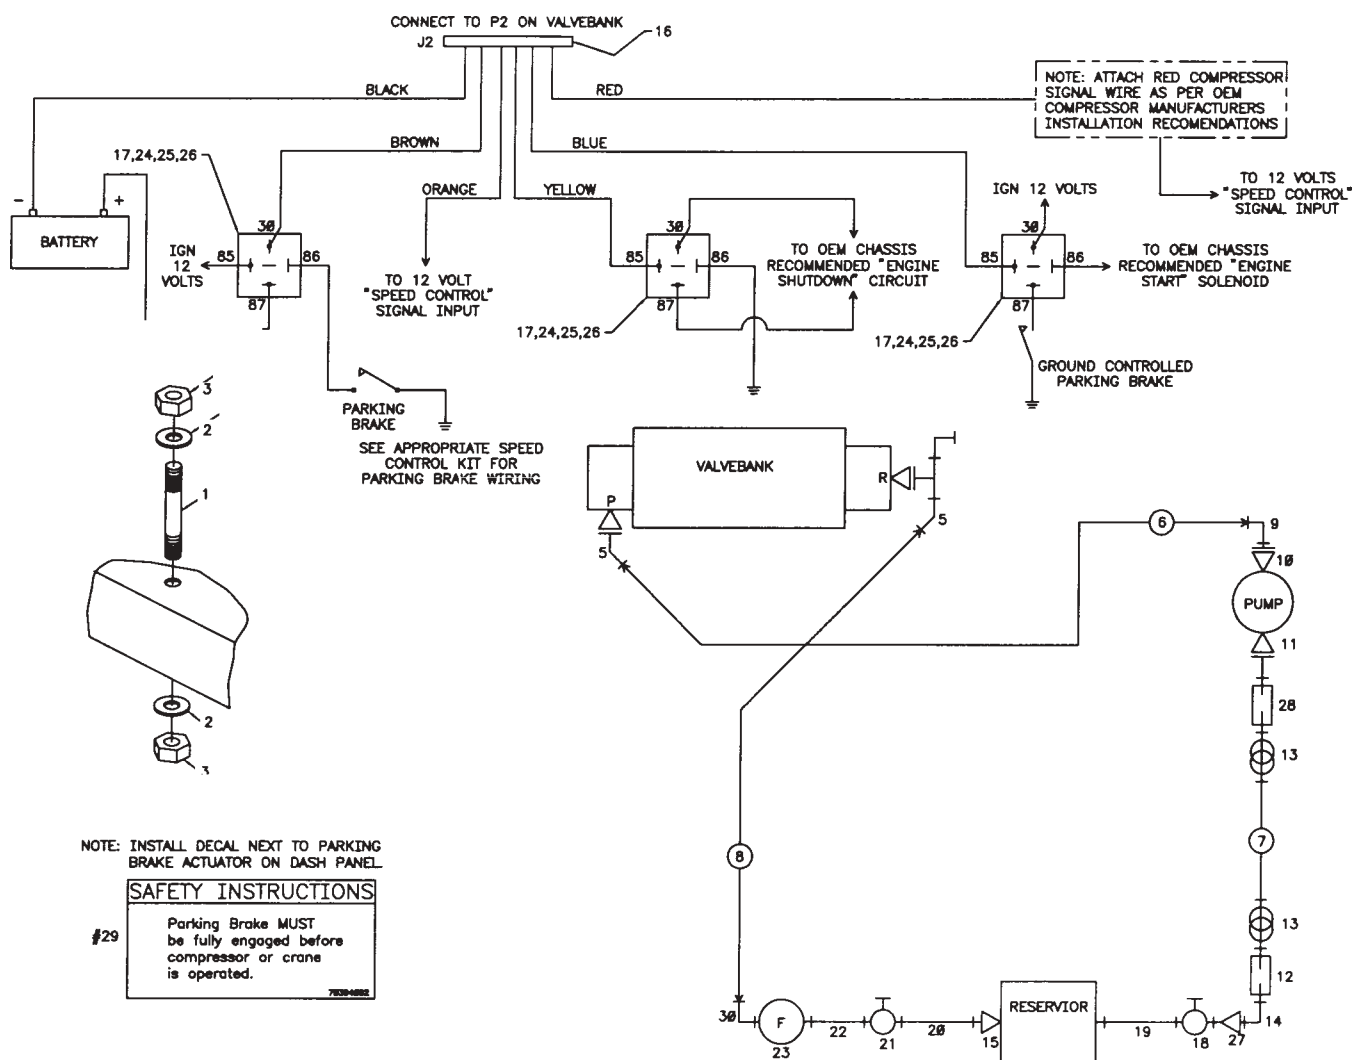 CONNECT TO P2 ON VALVEBANK
J2
16
BLACK
RED
NOTE: ATTACH RED COMPRESSOR
SIGNAL WIRE AS PER OEM
COMPRESSOR MANUFACTURERS
INSTALLATION RECOMENDATIONS
BROWN
BLUE
17,24,25,26
ORANGE
YELLOW
IGN 12 VOLTS
TO 12 VOLTS
"SPEED CONTROL"
SIGNAL INPUT
- +
BATTERY
IGN
12
VOLTS
85
30
86
87
TO 12 VOLT
"SPEED CONTROL"
SIGNAL INPUT
85
30
86
87
17,24,25,26
TO OEM CHASSIS
RECOMMENDED "ENGINE
SHUTDOWN" CIRCUIT
85
30
86
87
17,24,25,26
TO OEM CHASSIS
RECOMMENDED "ENGINE
START" SOLENOID
GROUND CONTROLLED
PARKING BRAKE
PARKING
BRAKE
SEE APPROPRIATE SPEED
CONTROL KIT FOR
PARKING BRAKE WIRING
3
2
1
2
3
VALVEBANK
P
R
5
5
6
9
10
PUMP
11
28
13
7
13
12
14
8
30
F
23
22
21
20
15
RESERVIOR
19
18
27
NOTE: INSTALL DECAL NEXT TO PARKING
BRAKE ACTUATOR ON DASH PANEL
#29
SAFETY INSTRUCTIONS
Parking Brake MUST
be fully engaged before
compressor or crane
is operated.